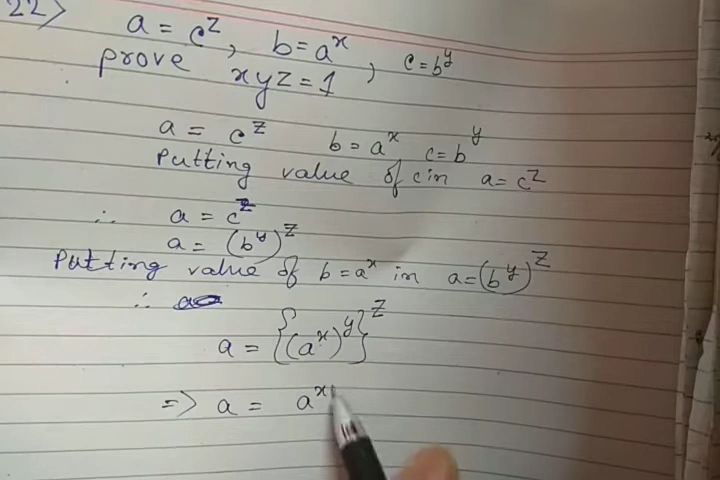 22)
a = c^z, b = a^x, c = b^y
prove xyz = 1
a = c^z b = a^x c = b^y
Putting value of c in a = c^z
∴ a = c^z
a = (b^y)^z
Putting value of b = a^x in a = (b^y)^z
∴
a = {(a^x)^y}^z
=> a = a^x